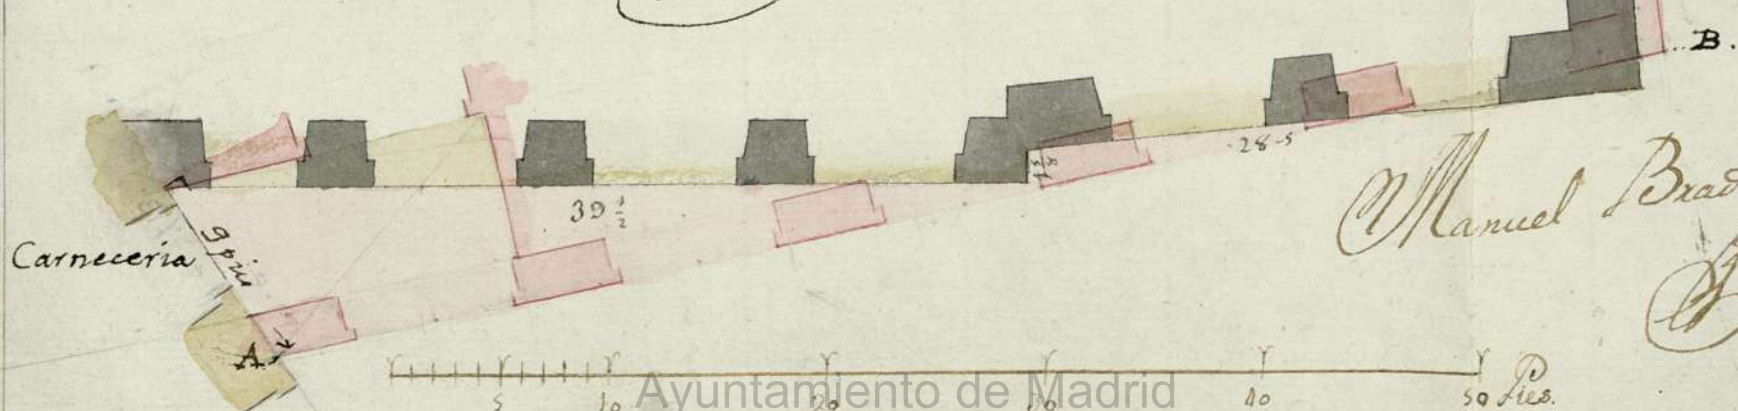 B.
28-5
39 1/2
Manuel Brad
Carneceria
9 pies
A.
5 10 20 30 40 50 Pies.
Ayuntamiento de Madrid